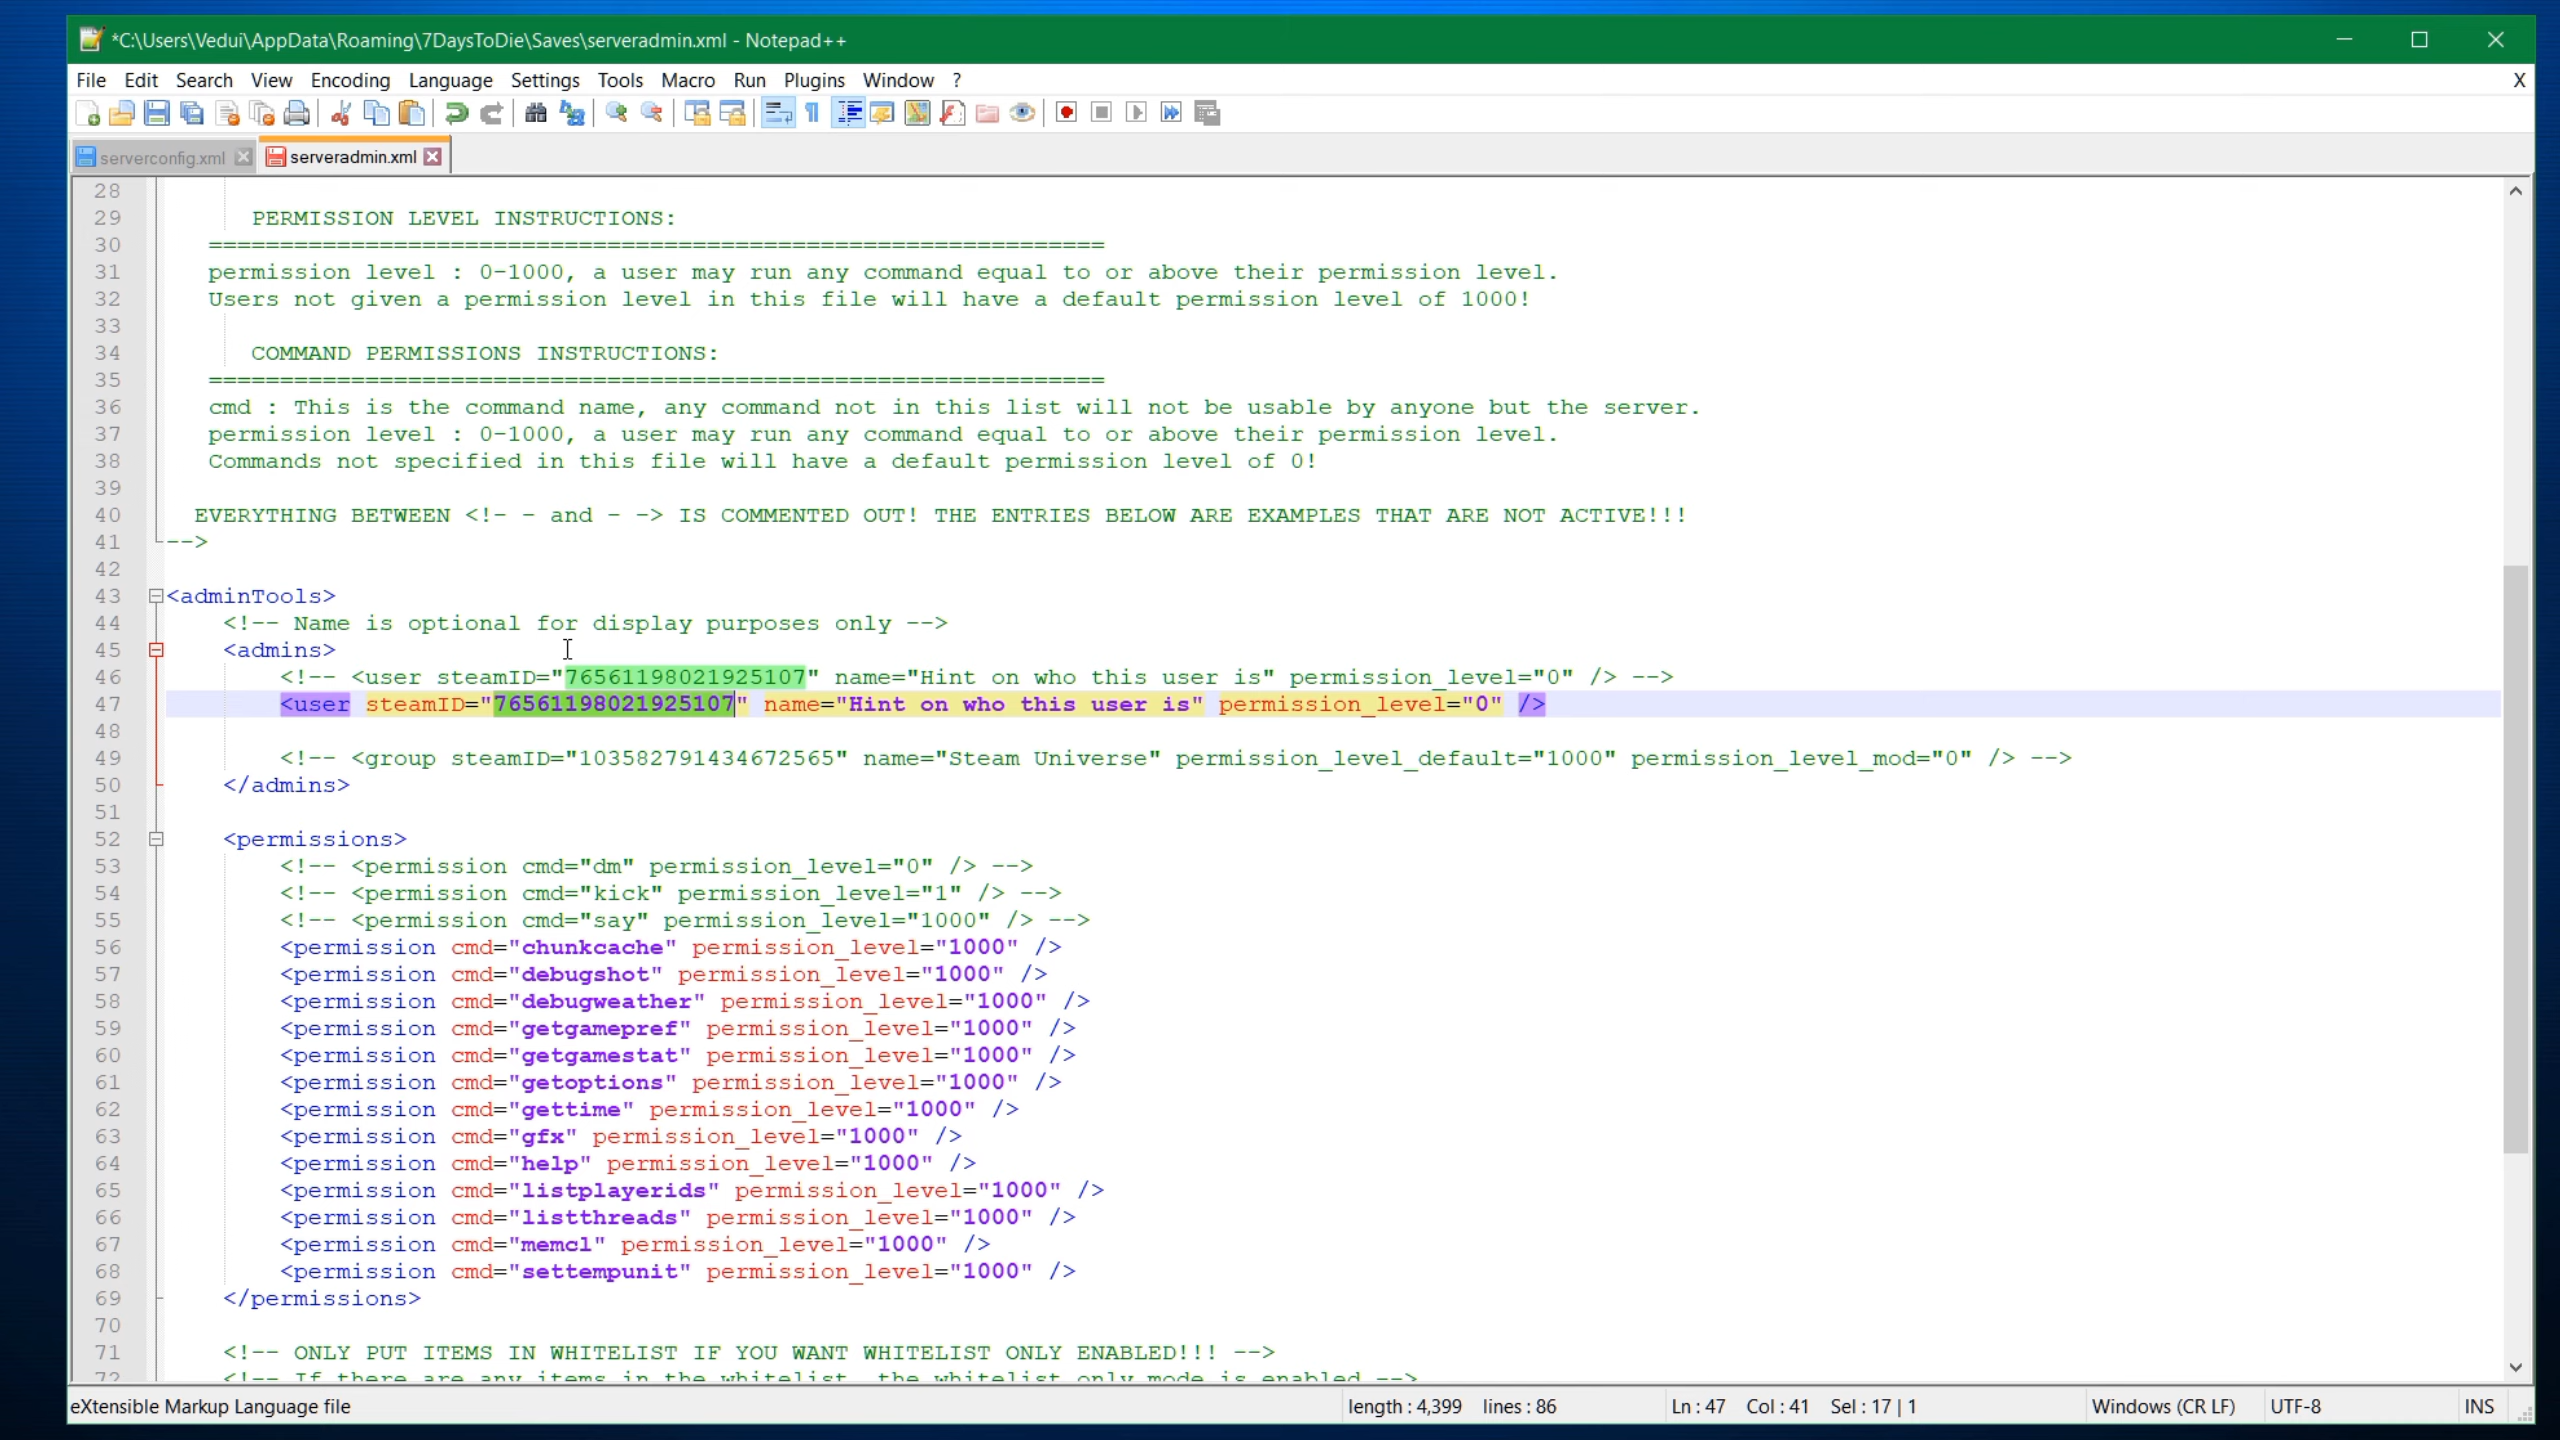 *C:\Users\Vedui\AppData\Roaming\7DaysToDie\Saves\serveradmin.xml - Notepad++
File Edit Search View Encoding Language Settings Tools Macro Run Plugins Window ? X
serverconfig.xml serveradmin.xml
28
29 PERMISSION LEVEL INSTRUCTIONS:
30 ===============================================================
31 permission level : 0-1000, a user may run any command equal to or above their permission level.
32 Users not given a permission level in this file will have a default permission level of 1000!
33
34 COMMAND PERMISSIONS INSTRUCTIONS:
35 ===============================================================
36 cmd : This is the command name, any command not in this list will not be usable by anyone but the server.
37 permission level : 0-1000, a user may run any command equal to or above their permission level.
38 Commands not specified in this file will have a default permission level of 0!
39
40 EVERYTHING BETWEEN <!- - and - -> IS COMMENTED OUT! THE ENTRIES BELOW ARE EXAMPLES THAT ARE NOT ACTIVE!!!
41 -->
42
43 <adminTools>
44 <!-- Name is optional for display purposes only -->
45 <admins>
46 <!-- <user steamID="76561198021925107" name="Hint on who this user is" permission_level="0" /> -->
47 <user steamID="76561198021925107" name="Hint on who this user is" permission_level="0" />
48
49 <!-- <group steamID="103582791434672565" name="Steam Universe" permission_level_default="1000" permission_level_mod="0" /> -->
50 </admins>
51
52 <permissions>
53 <!-- <permission cmd="dm" permission_level="0" /> -->
54 <!-- <permission cmd="kick" permission_level="1" /> -->
55 <!-- <permission cmd="say" permission_level="1000" /> -->
56 <permission cmd="chunkcache" permission_level="1000" />
57 <permission cmd="debugshot" permission_level="1000" />
58 <permission cmd="debugweather" permission_level="1000" />
59 <permission cmd="getgamepref" permission_level="1000" />
60 <permission cmd="getgamestat" permission_level="1000" />
61 <permission cmd="getoptions" permission_level="1000" />
62 <permission cmd="gettime" permission_level="1000" />
63 <permission cmd="gfx" permission_level="1000" />
64 <permission cmd="help" permission_level="1000" />
65 <permission cmd="listplayerids" permission_level="1000" />
66 <permission cmd="listthreads" permission_level="1000" />
67 <permission cmd="memcl" permission_level="1000" />
68 <permission cmd="settempunit" permission_level="1000" />
69 </permissions>
70
71 <!-- ONLY PUT ITEMS IN WHITELIST IF YOU WANT WHITELIST ONLY ENABLED!!! -->
72 <!-- If there are any items in the whitelist, the whitelist only mode is enabled -->
eXtensible Markup Language file length : 4,399 lines : 86 Ln : 47 Col : 41 Sel : 17 | 1 Windows (CR LF) UTF-8 INS